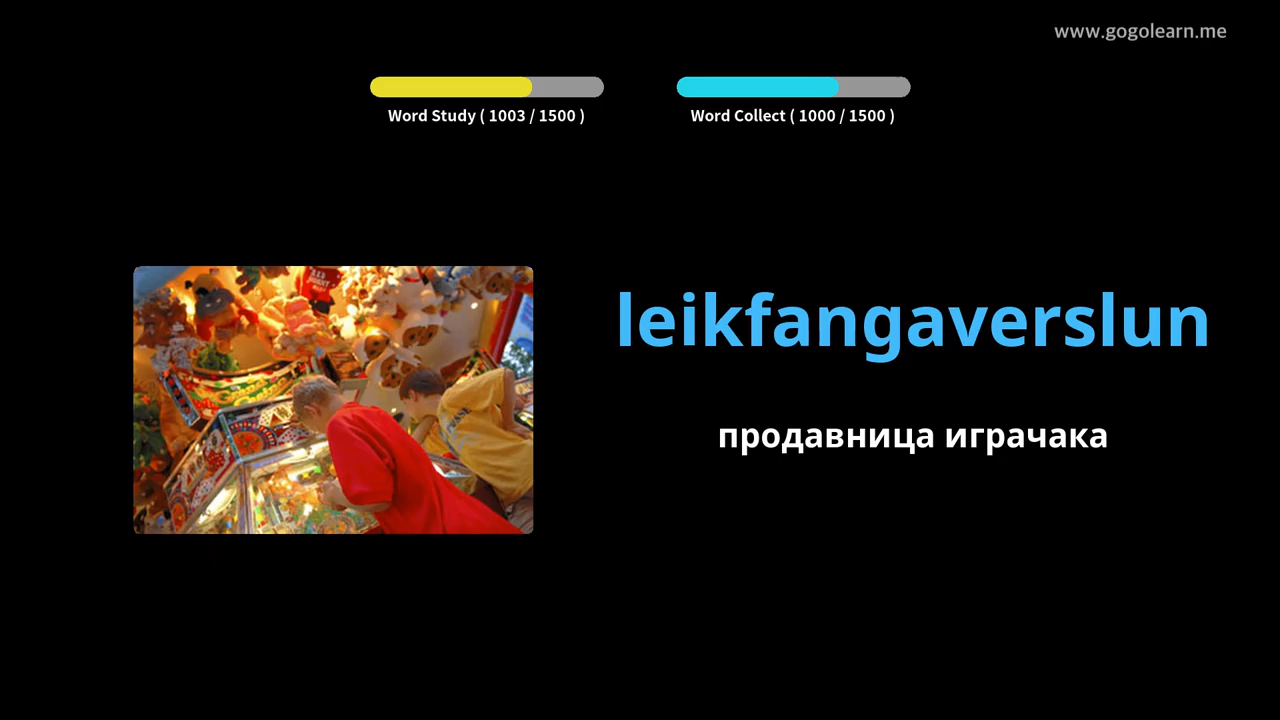 www.gogolearn.me
Word Study ( 1003 / 1500 )
Word Collect ( 1000 / 1500 )
leikfangaverslun
продавница играчака